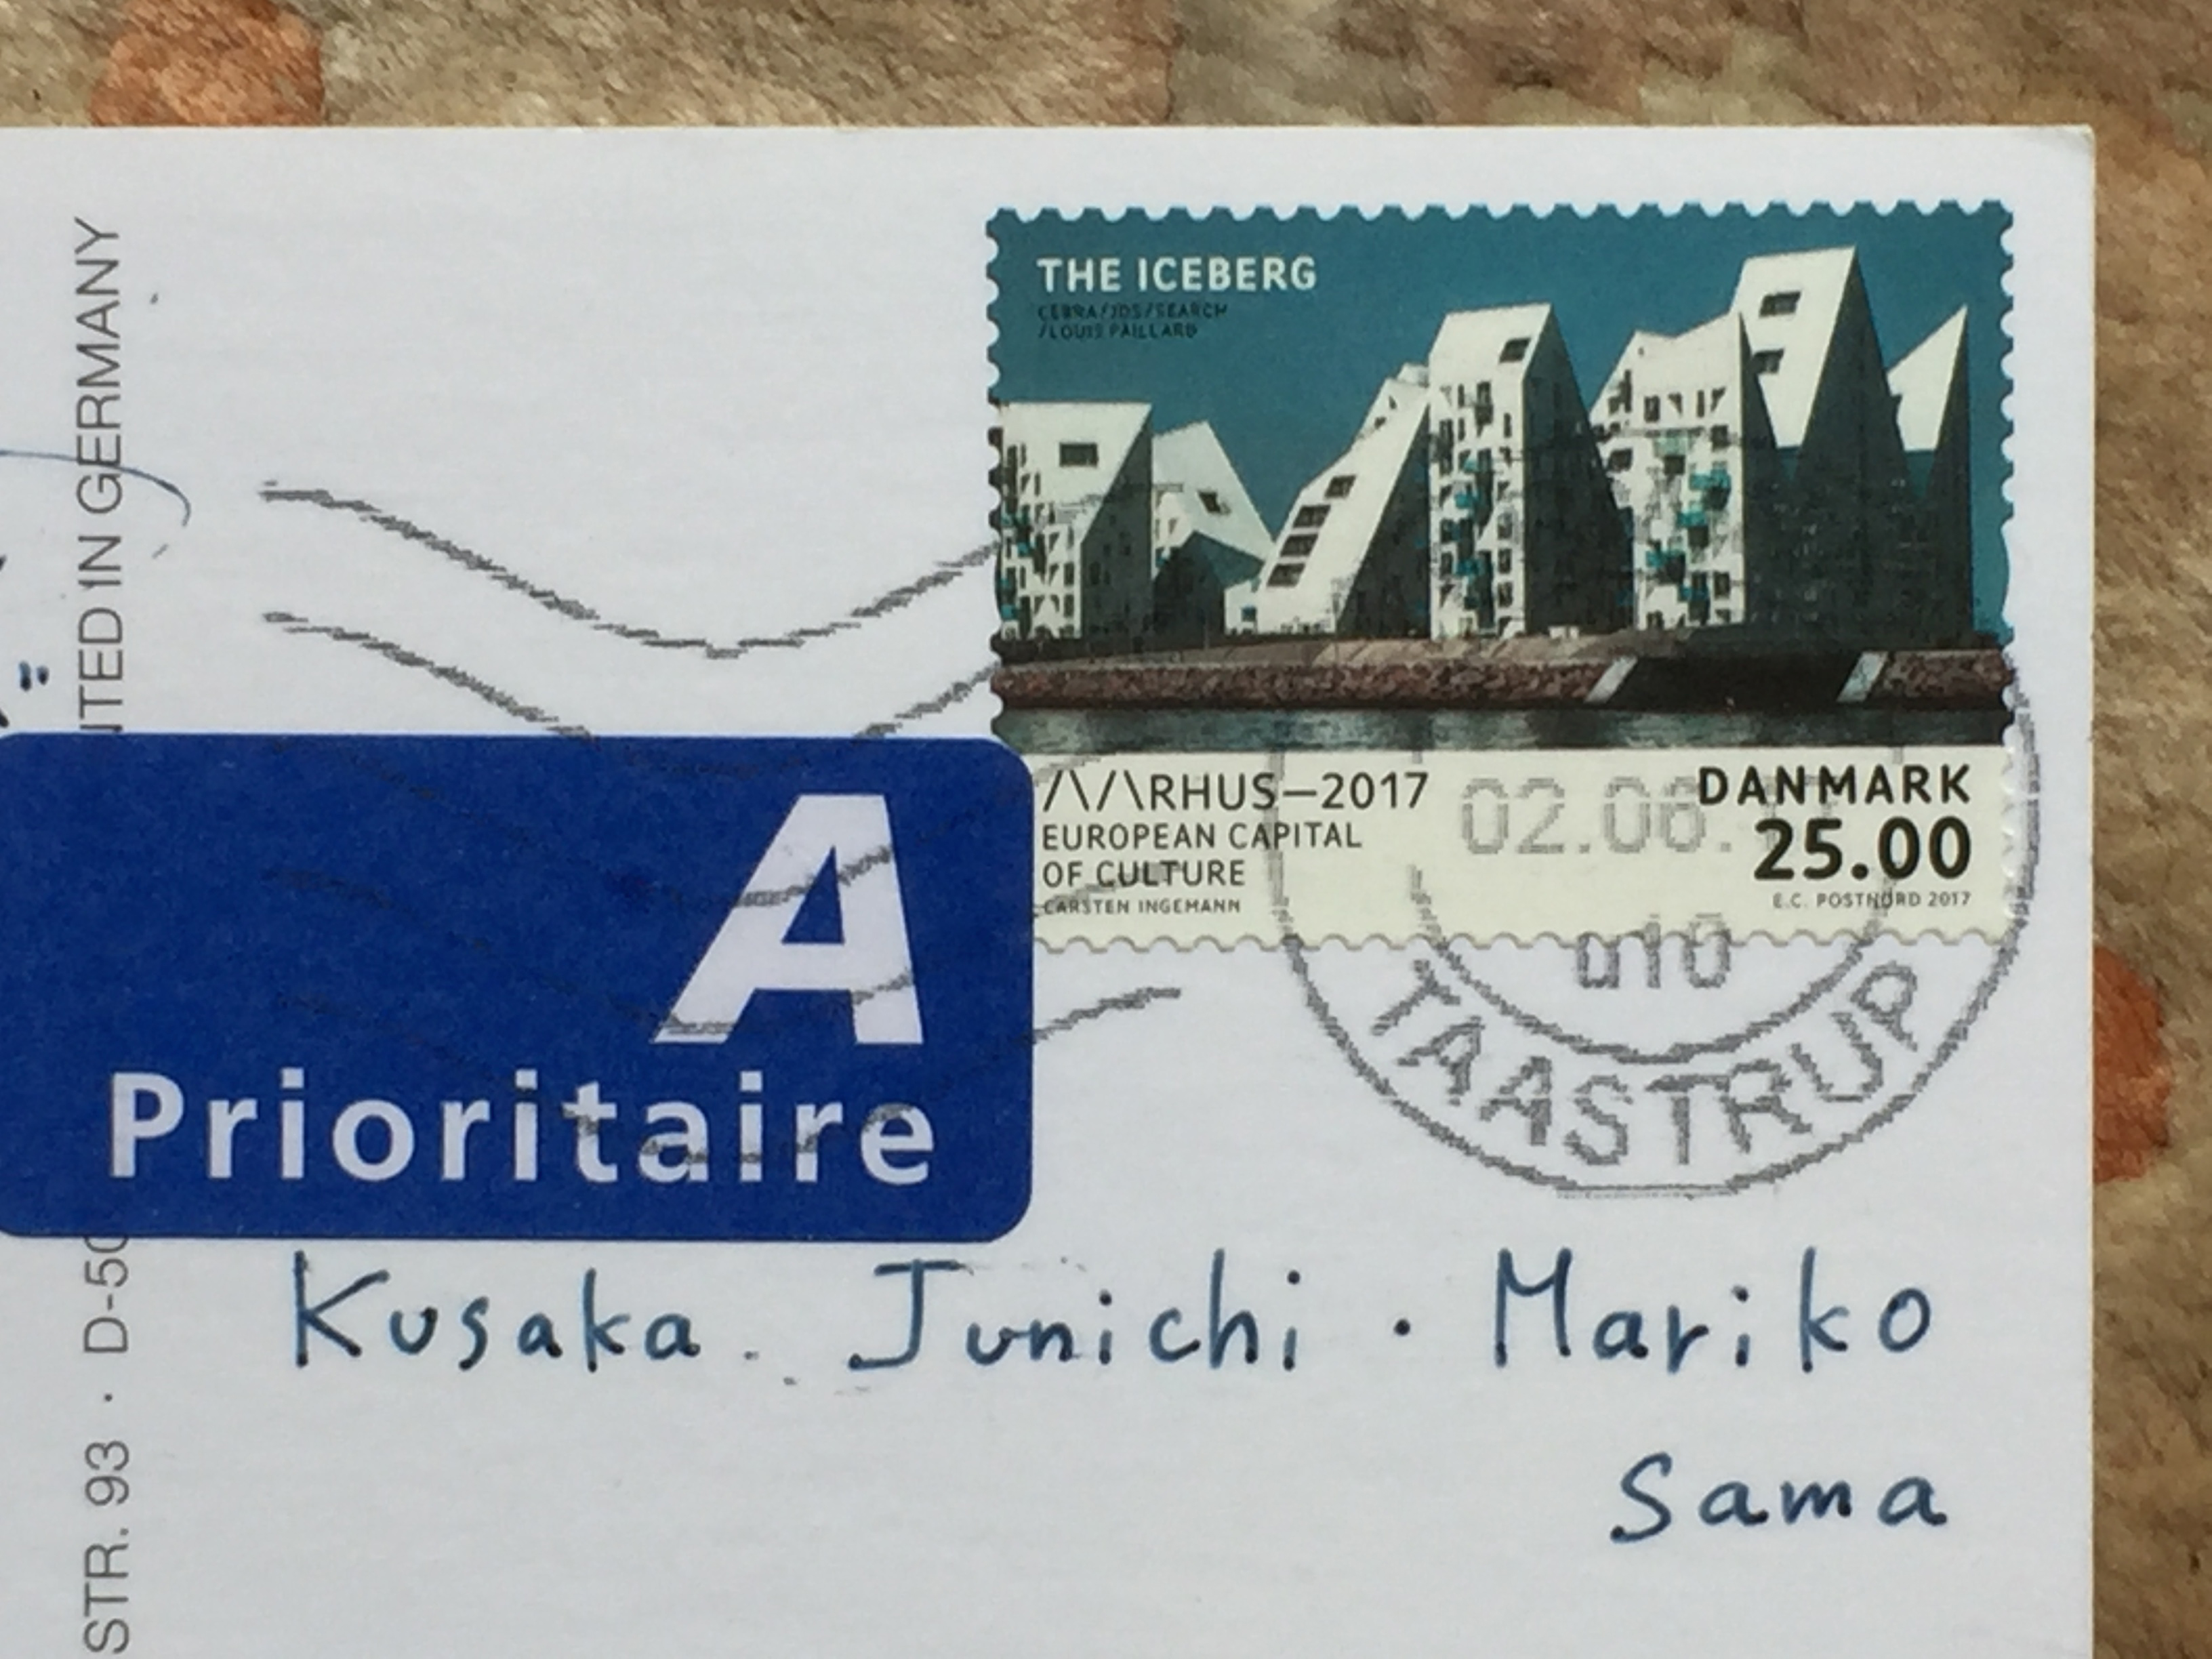 THE ICEBERG
CEBRA/JDS/SEARCH
/LOUIS PAILLARD
/\/\RHUS—2017
EUROPEAN CAPITAL
OF CULTURE
CARSTEN INGEMANN
DANMARK
25.00
E.C. POSTNORD 2017
02.06.
TAASTRUP
A
Prioritaire
Kusaka. Junichi · Mariko
Sama
IN GERMANY
STR. 93 · D-50